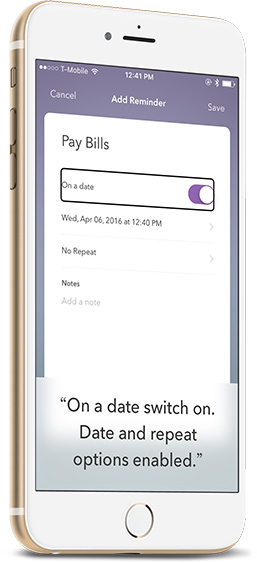 T-Mobile
12:41 PM
Cancel
Add Reminder
Save
Pay Bills
On a date
Wed, Apr 06, 2016 at 12:40 PM
No Repeat
Notes
Add a note
“On a date switch on.
Date and repeat
options enabled.”